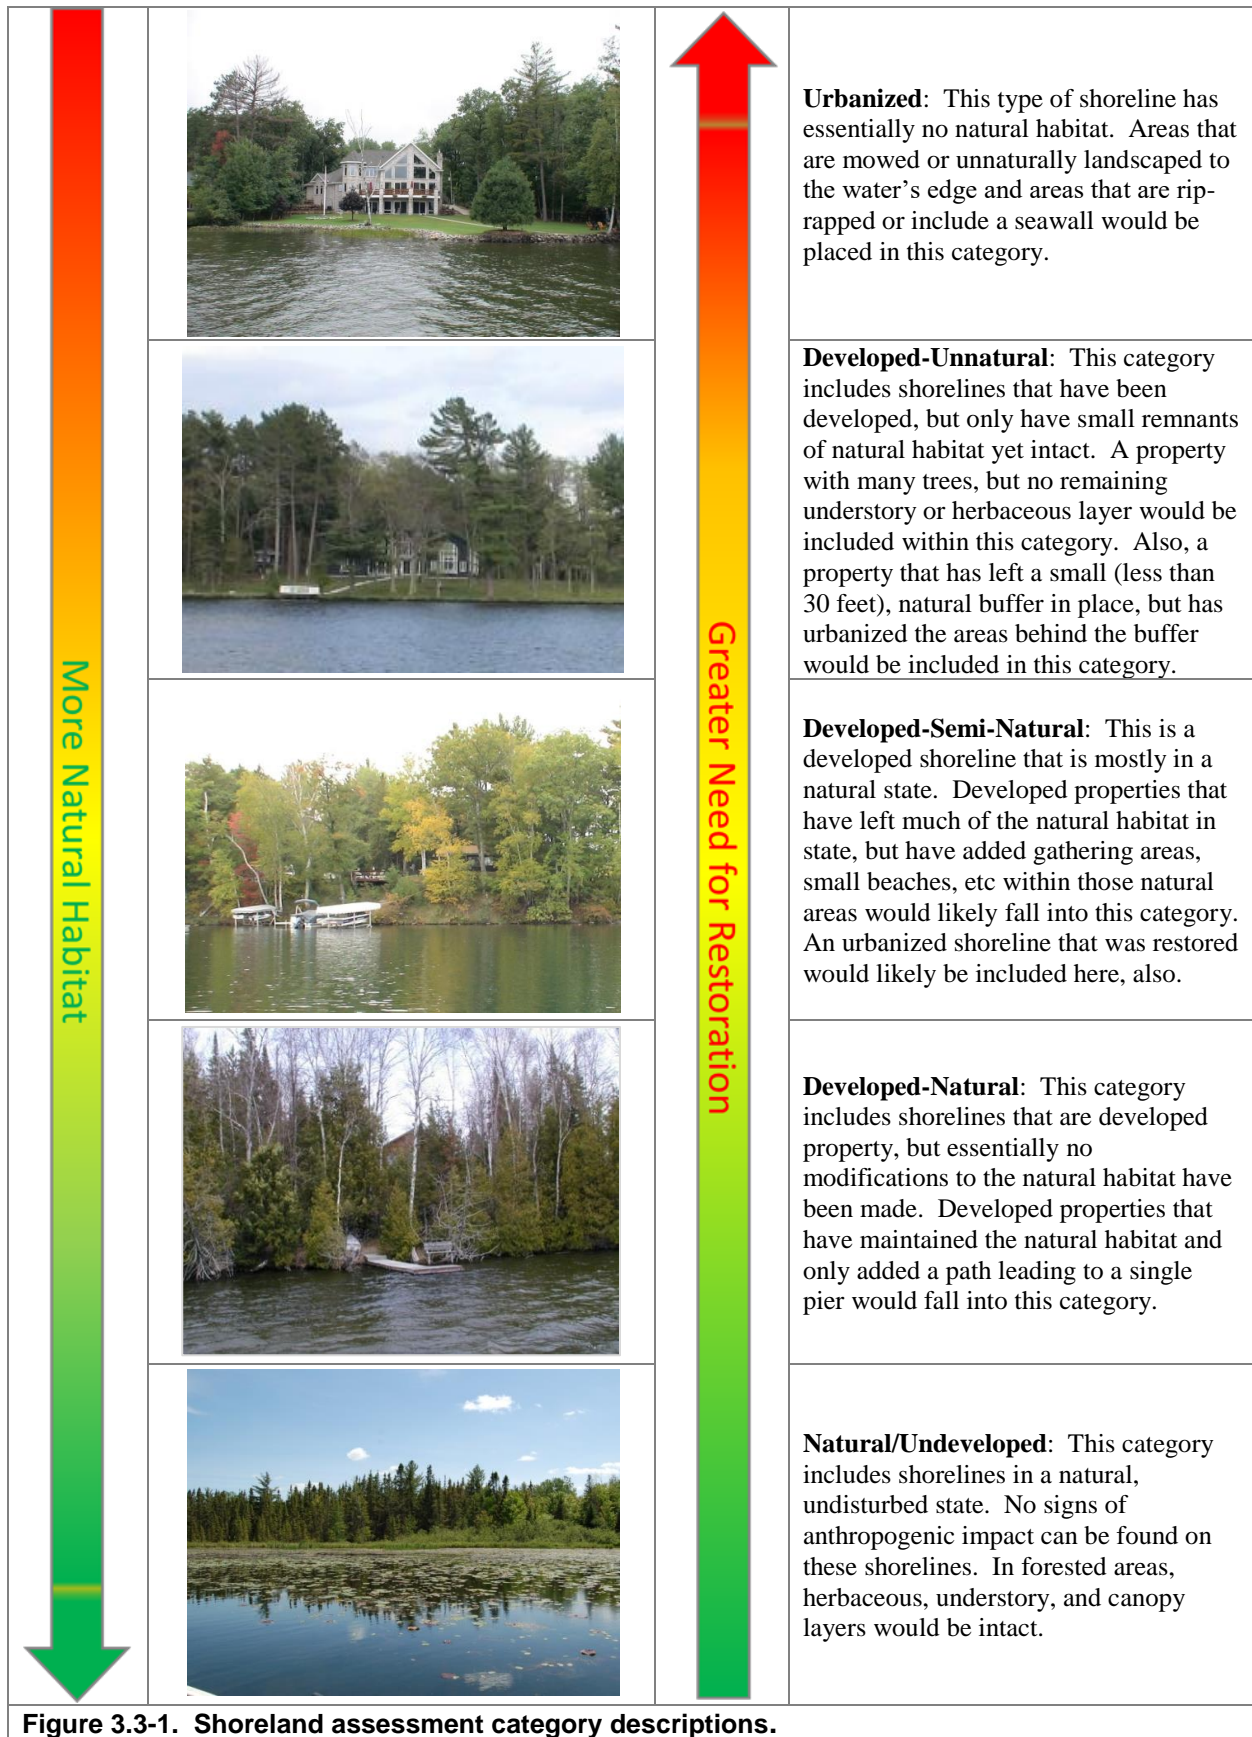 More Natural Habitat
Greater Need for Restoration
Urbanized:  This type of shoreline has
essentially no natural habitat.  Areas that
are mowed or unnaturally landscaped to
the water’s edge and areas that are rip-
rapped or include a seawall would be
placed in this category.
Developed-Unnatural:  This category
includes shorelines that have been
developed, but only have small remnants
of natural habitat yet intact.  A property
with many trees, but no remaining
understory or herbaceous layer would be
included within this category.  Also, a
property that has left a small (less than
30 feet), natural buffer in place, but has
urbanized the areas behind the buffer
would be included in this category.
Developed-Semi-Natural:  This is a
developed shoreline that is mostly in a
natural state.  Developed properties that
have left much of the natural habitat in
state, but have added gathering areas,
small beaches, etc within those natural
areas would likely fall into this category.
An urbanized shoreline that was restored
would likely be included here, also.
Developed-Natural:  This category
includes shorelines that are developed
property, but essentially no
modifications to the natural habitat have
been made.  Developed properties that
have maintained the natural habitat and
only added a path leading to a single
pier would fall into this category.
Natural/Undeveloped:  This category
includes shorelines in a natural,
undisturbed state.  No signs of
anthropogenic impact can be found on
these shorelines.  In forested areas,
herbaceous, understory, and canopy
layers would be intact.
Figure 3.3-1.  Shoreland assessment category descriptions.